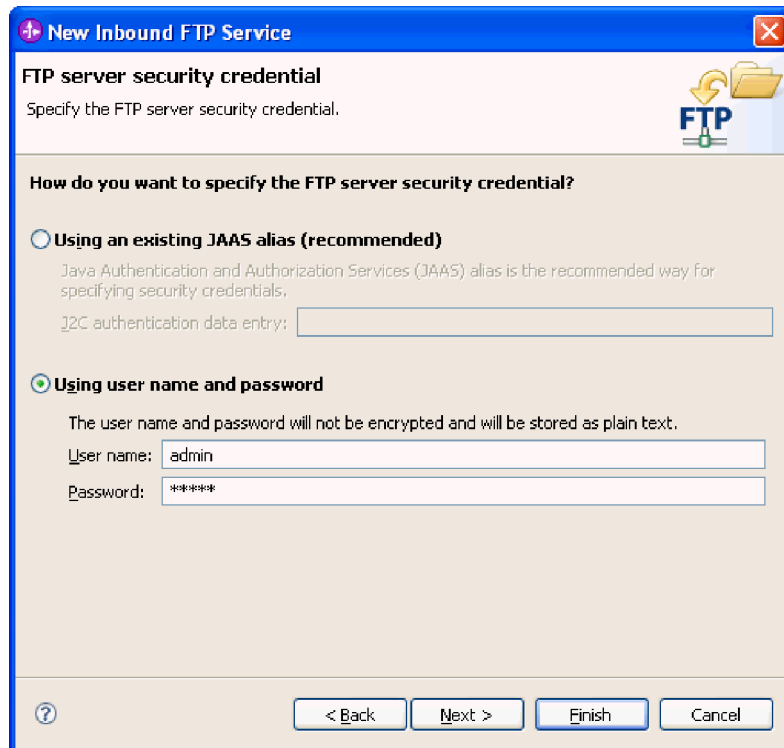 New Inbound FTP Service
FTP server security credential
Specify the FTP server security credential.
FTP
How do you want to specify the FTP server security credential?
Using an existing JAAS alias (recommended)
Java Authentication and Authorization Services (JAAS) alias is the recommended way for
specifying security credentials.
J2C authentication data entry:
Using user name and password
The user name and password will not be encrypted and will be stored as plain text.
User name: admin
Password: *****
? < Back Next > Finish Cancel